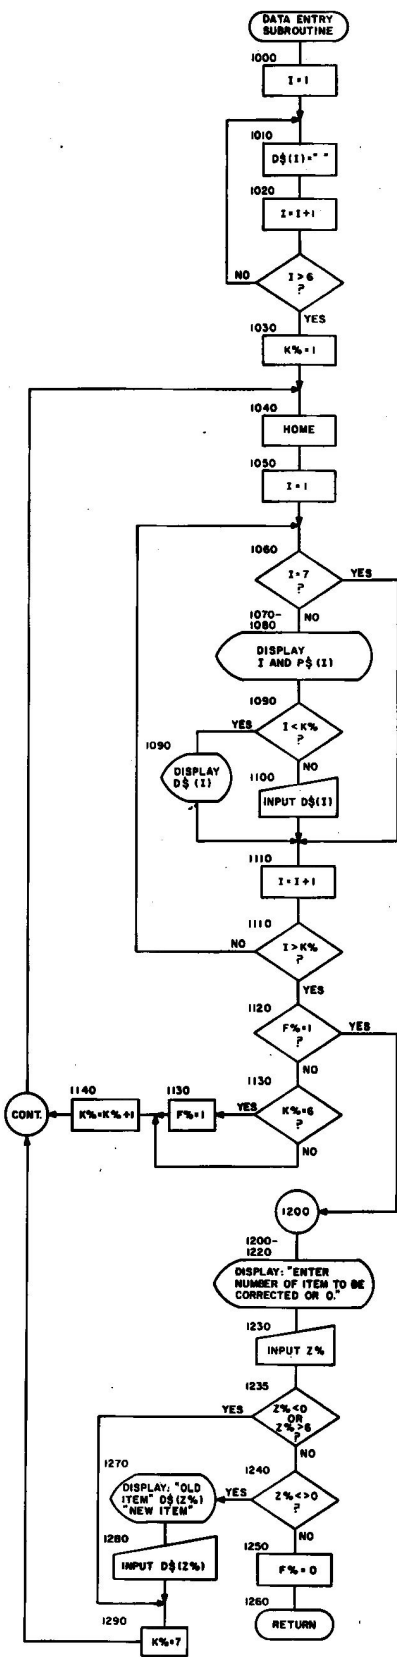 DATA ENTRY
SUBROUTINE
1000
I=1
1010
D$(I)=" "
1020
I=I+1
I>6
?
NO
YES
1030
K%=1
1040
HOME
1050
I=1
1060
I=7
?
YES
NO
1070-
1080
DISPLAY
I AND P$(I)
1090
I<K%
?
YES
NO
1090
DISPLAY
D$(I)
1100
INPUT D$(I)
1110
I=I+1
1110
I>K%
?
NO
YES
1120
F%=1
?
YES
NO
1130
K%=6
?
YES
NO
1130
F%=1
1140
K%=K%+1
CONT.
1200
1200-
1220
DISPLAY: "ENTER
NUMBER OF ITEM TO BE
CORRECTED OR 0."
1230
INPUT Z%
1235
Z%<0
OR
Z%>6
?
YES
NO
1240
Z%<>0
?
YES
NO
1270
DISPLAY: "OLD
ITEM" D$(Z%)
"NEW ITEM"
1280
INPUT D$(Z%)
1290
K%=7
1250
F%=0
1260
RETURN